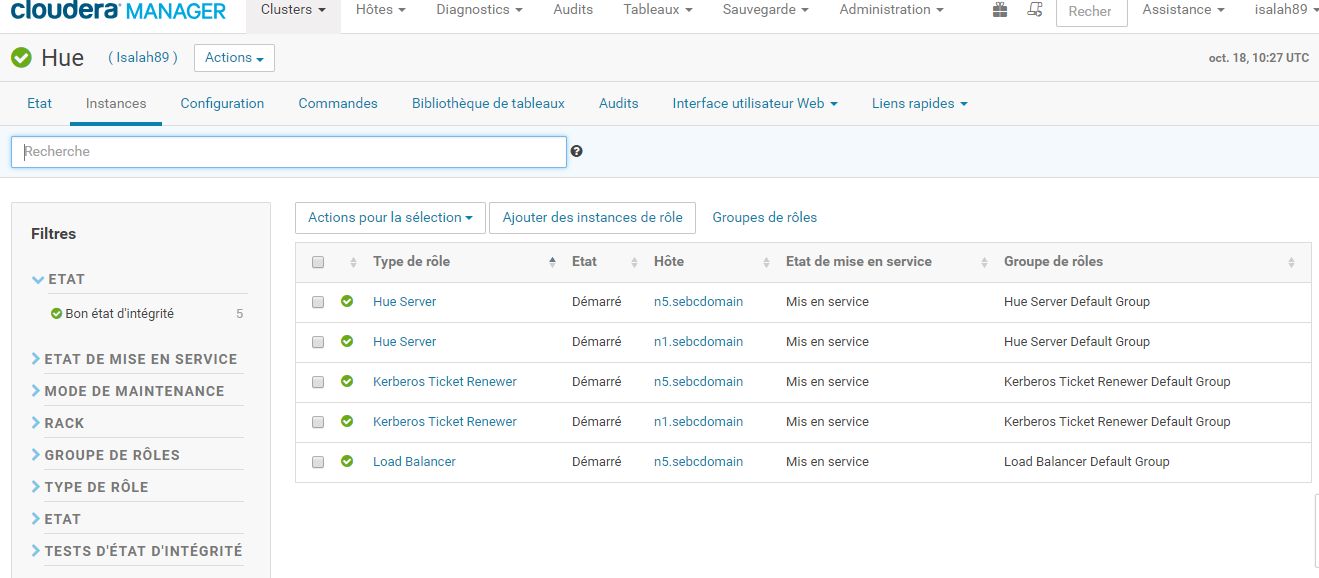 cloudera MANAGER Clusters Hôtes Diagnostics Audits Tableaux Sauvegarde Administration Recher Assistance isalah89
Hue ( Isalah89 ) Actions oct. 18, 10:27 UTC
Etat Instances Configuration Commandes Bibliothèque de tableaux Audits Interface utilisateur Web Liens rapides
Recherche
Filtres
ETAT
Bon état d'intégrité 5
ETAT DE MISE EN SERVICE
MODE DE MAINTENANCE
RACK
GROUPE DE RÔLES
TYPE DE RÔLE
ETAT
TESTS D'ÉTAT D'INTÉGRITÉ
Actions pour la sélection Ajouter des instances de rôle Groupes de rôles
Type de rôle Etat Hôte Etat de mise en service Groupe de rôles
Hue Server Démarré n5.sebcdomain Mis en service Hue Server Default Group
Hue Server Démarré n1.sebcdomain Mis en service Hue Server Default Group
Kerberos Ticket Renewer Démarré n5.sebcdomain Mis en service Kerberos Ticket Renewer Default Group
Kerberos Ticket Renewer Démarré n1.sebcdomain Mis en service Kerberos Ticket Renewer Default Group
Load Balancer Démarré n5.sebcdomain Mis en service Load Balancer Default Group